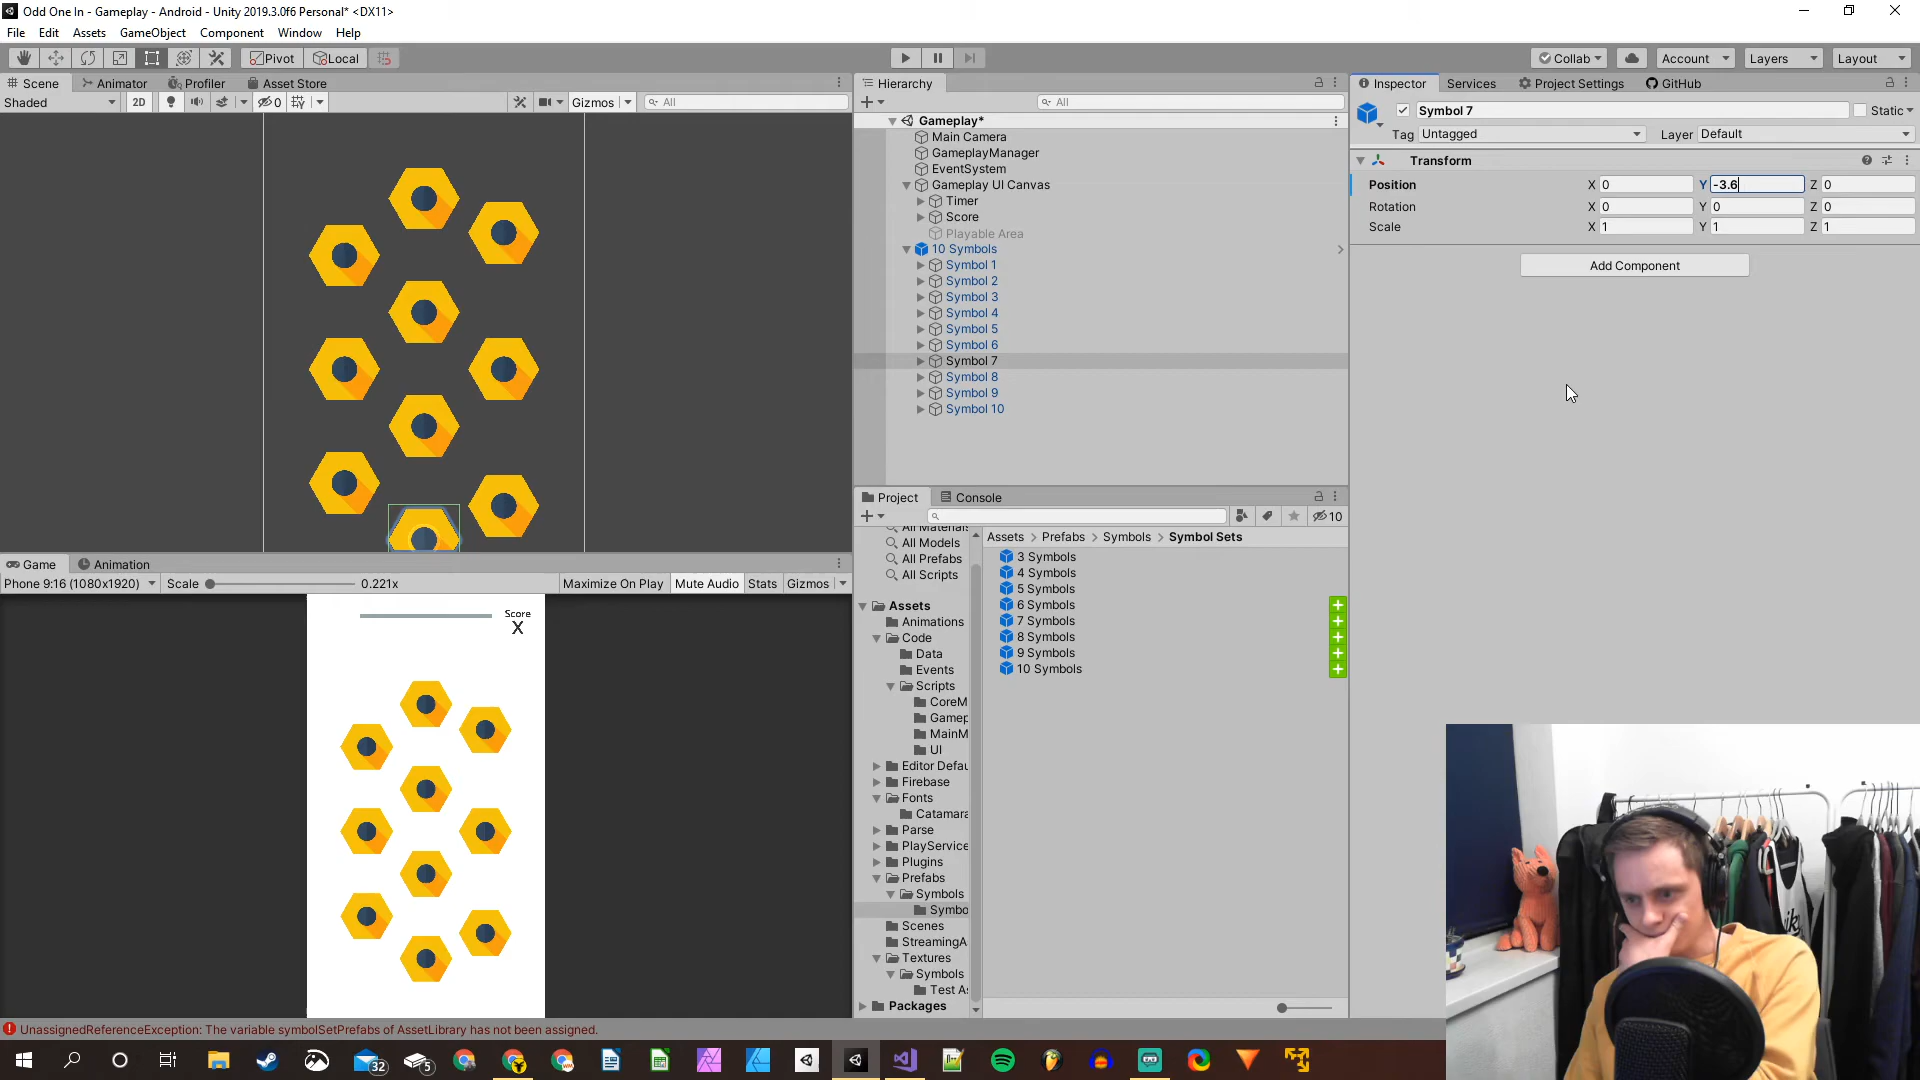 Odd One In - Gameplay - Android - Unity 2019.3.0f6 Personal* <DX11>
File Edit Assets GameObject Component Window Help
Pivot Local Collab Account Layers Layout
Scene Animator Profiler Asset Store
Shaded 2D 0 Gizmos All
Hierarchy
All
Gameplay*
Main Camera
GameplayManager
EventSystem
Gameplay UI Canvas
Timer
Score
Playable Area
10 Symbols
Symbol 1
Symbol 2
Symbol 3
Symbol 4
Symbol 5
Symbol 6
Symbol 7
Symbol 8
Symbol 9
Symbol 10
Inspector Services Project Settings GitHub
Symbol 7 Static
Tag Untagged Layer Default
Transform
Position X 0 Y -3.6 Z 0
Rotation X 0 Y 0 Z 0
Scale X 1 Y 1 Z 1
Add Component
Game Animation
Phone 9:16 (1080x1920) Scale 0.221x Maximize On Play Mute Audio Stats Gizmos
Score
X
Project Console
10
All Models
All Prefabs
All Scripts
Assets
Animations
Code
Data
Events
Scripts
CoreM
Gamep
MainM
UI
Editor Defau
Firebase
Fonts
Catamara
Parse
PlayService
Plugins
Prefabs
Symbols
Symbo
Scenes
StreamingA
Textures
Symbols
Test As
Packages
Assets > Prefabs > Symbols > Symbol Sets
3 Symbols
4 Symbols
5 Symbols
6 Symbols
7 Symbols
8 Symbols
9 Symbols
10 Symbols
UnassignedReferenceException: The variable symbolSetPrefabs of AssetLibrary has not been assigned.
32
5